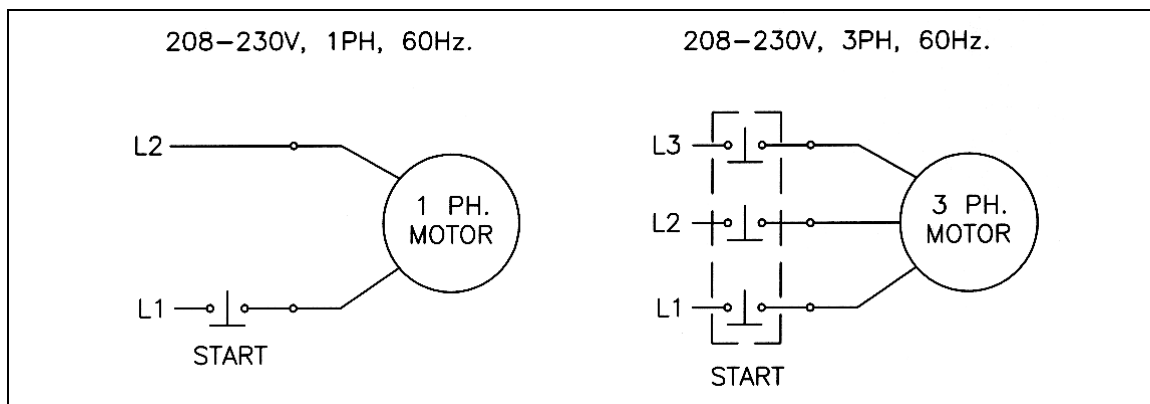 208-230V, 1PH, 60Hz.
L2
1 PH.
MOTOR
L1
START
208-230V, 3PH, 60Hz.
L3
L2
3 PH.
MOTOR
L1
START